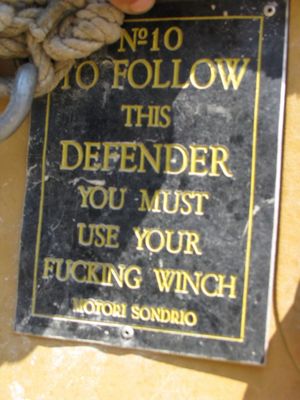 Nº10
TO FOLLOW
THIS
DEFENDER
YOU MUST
USE YOUR
FUCKING WINCH
MOTORI SONDRIO